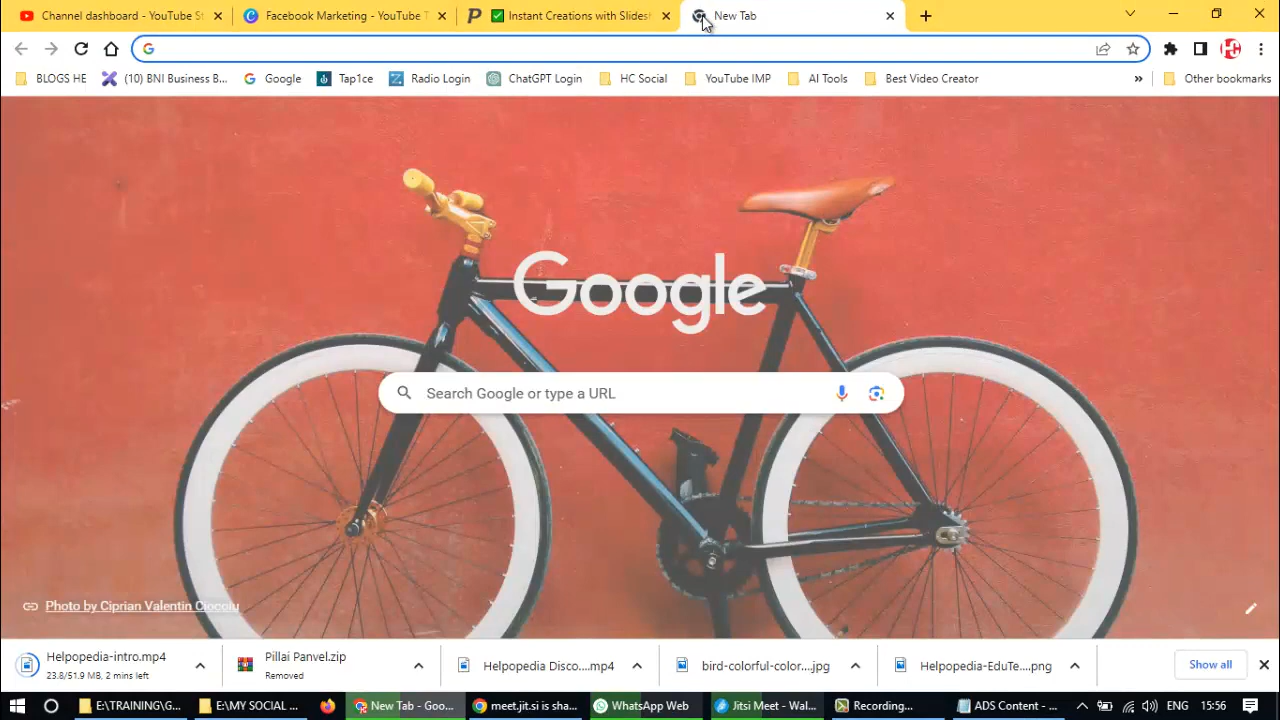 Channel dashboard - YouTube St
Facebook Marketing - YouTube T
Instant Creations with Slidesh
New Tab
BLOGS HE
(10) BNI Business B...
Google
Tap1ce
Radio Login
ChatGPT Login
HC Social
YouTube IMP
AI Tools
Best Video Creator
»
Other bookmarks
Google
Search Google or type a URL
Photo by Ciprian Valentin Ciocoiu
Helpopedia-intro.mp4
23.8/51.9 MB, 2 mins left
Pillai Panvel.zip
Removed
Helpopedia Disco....mp4
bird-colorful-color....jpg
Helpopedia-EduTe....png
Show all
E:\TRAINING\G...
E:\MY SOCIAL ...
New Tab - Goo...
meet.jit.si is sha...
WhatsApp Web
Jitsi Meet - Wal...
Recording...
ADS Content - ...
ENG
15:56